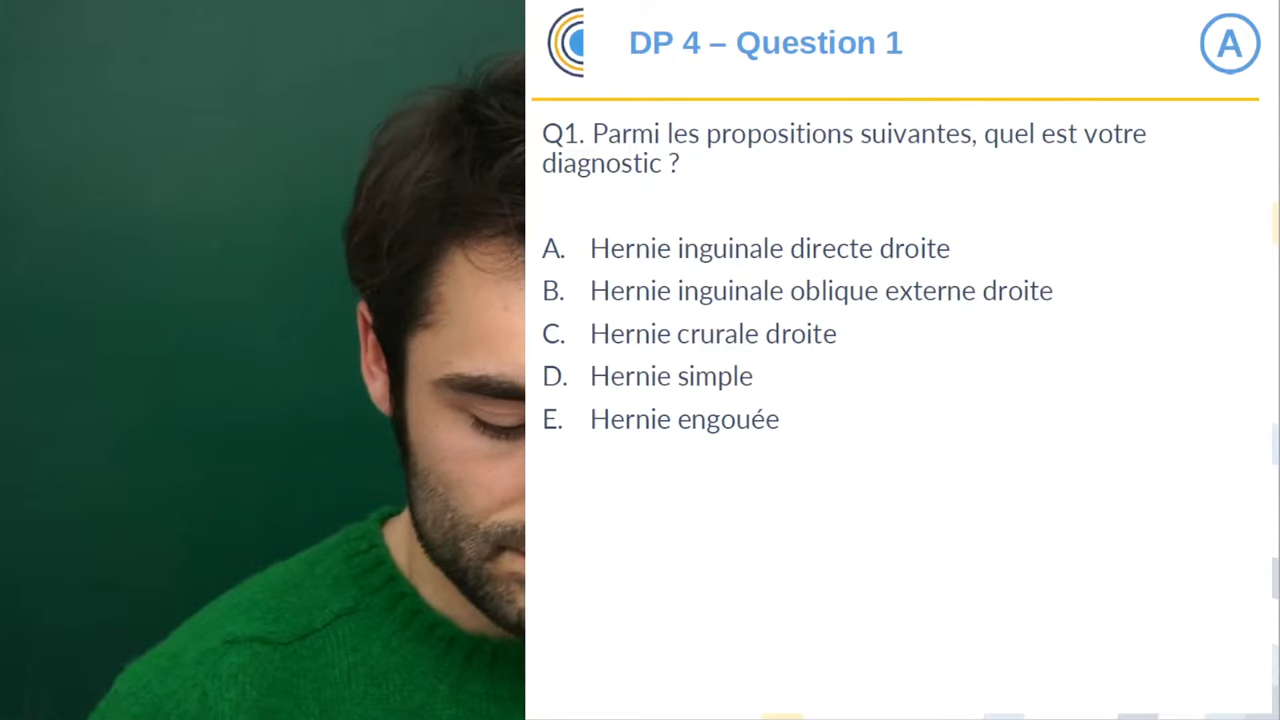 DP 4 – Question 1
A
Q1. Parmi les propositions suivantes, quel est votre
diagnostic ?
A. Hernie inguinale directe droite
B. Hernie inguinale oblique externe droite
C. Hernie crurale droite
D. Hernie simple
E. Hernie engouée